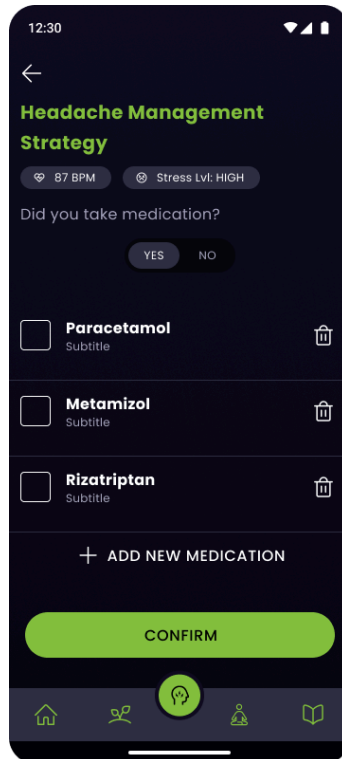 12:30
Headache Management
Strategy
87 BPM
Stress Lvl: HIGH
Did you take medication?
YES
NO
Paracetamol
Subtitle
Metamizol
Subtitle
Rizatriptan
Subtitle
ADD NEW MEDICATION
CONFIRM